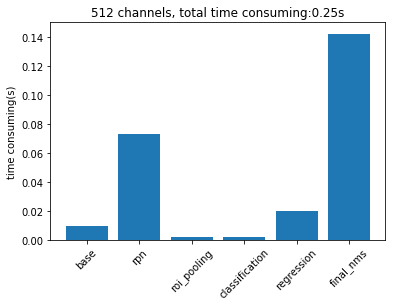 512 channels, total time consuming:0.25s
time consuming(s)
0.14
0.12
0.10
0.08
0.06
0.04
0.02
0.00
base
rpn
roi_pooling
classification
regression
final_nms